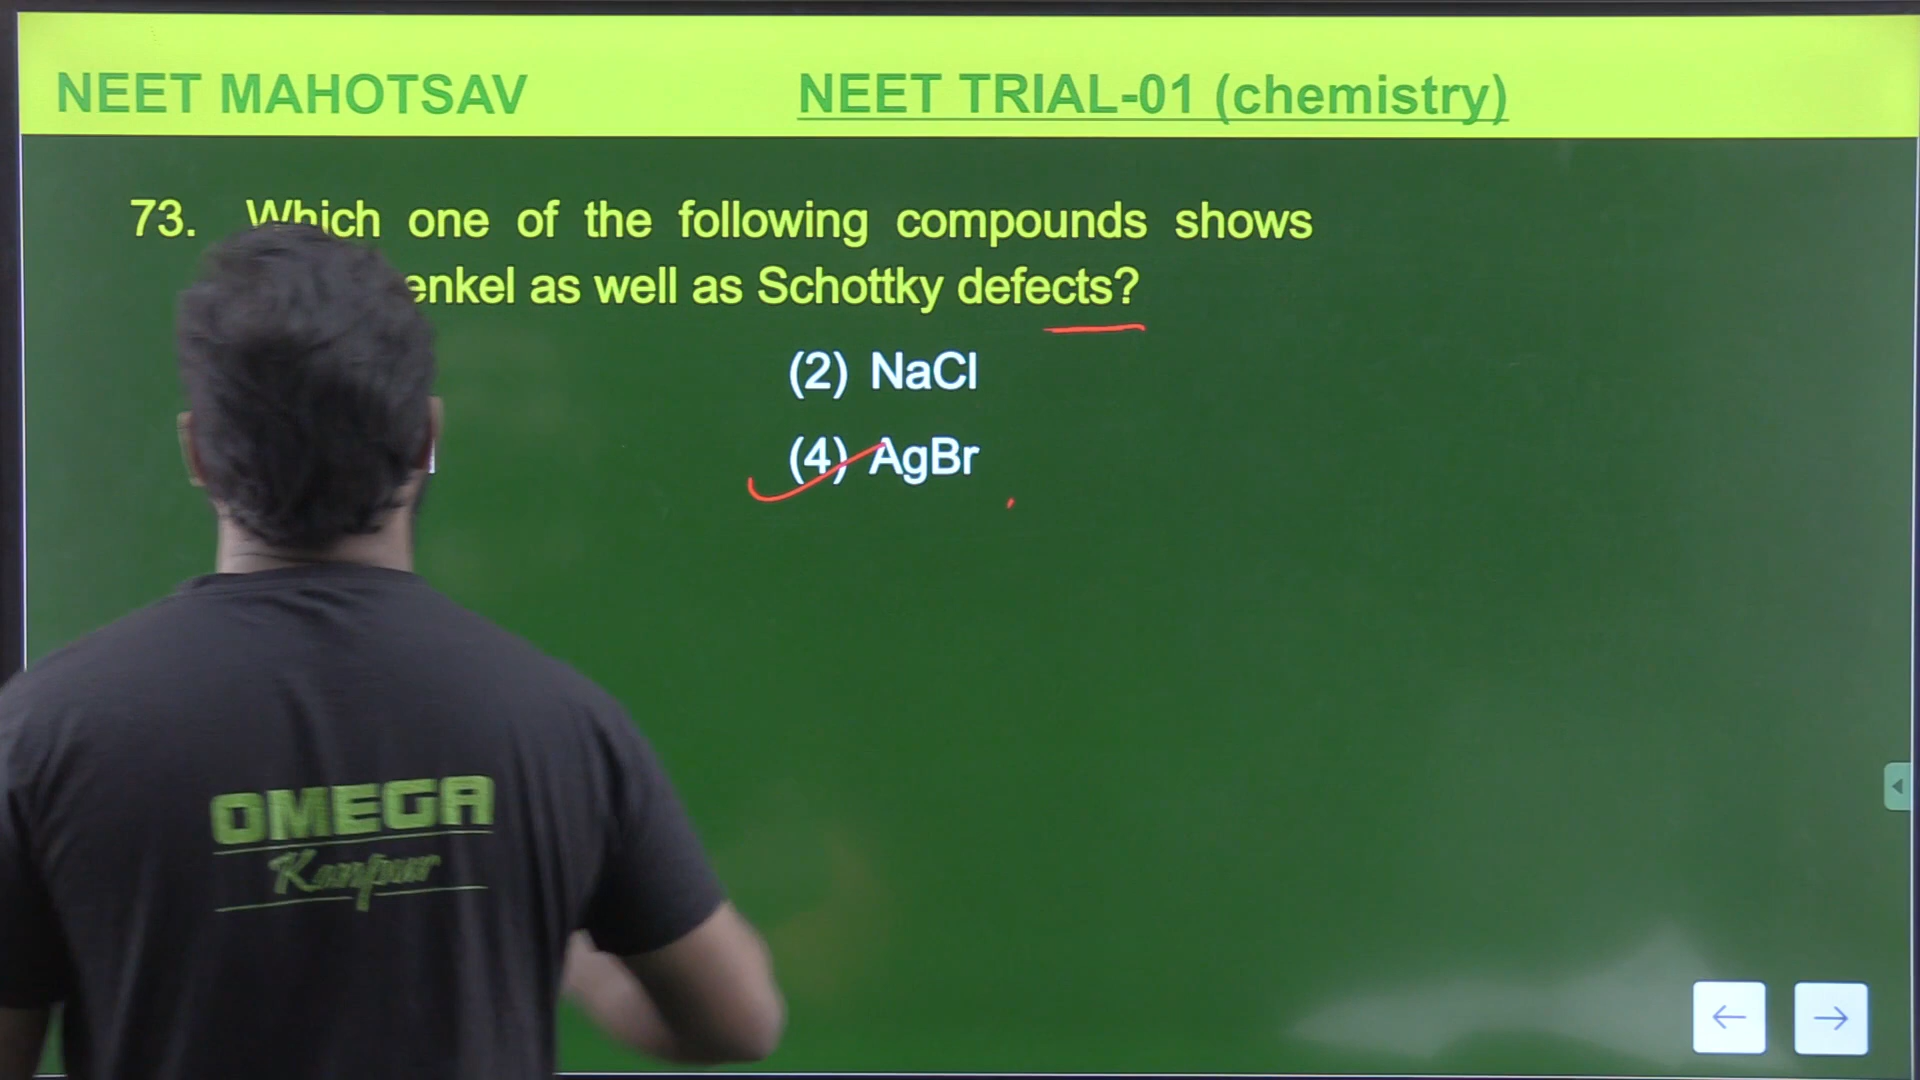 NEET MAHOTSAV NEET TRIAL-01 (chemistry)
73. Which one of the following compounds shows
enkel as well as Schottky defects?
(2) NaCl
(4) AgBr
OMEGA
Kanpur